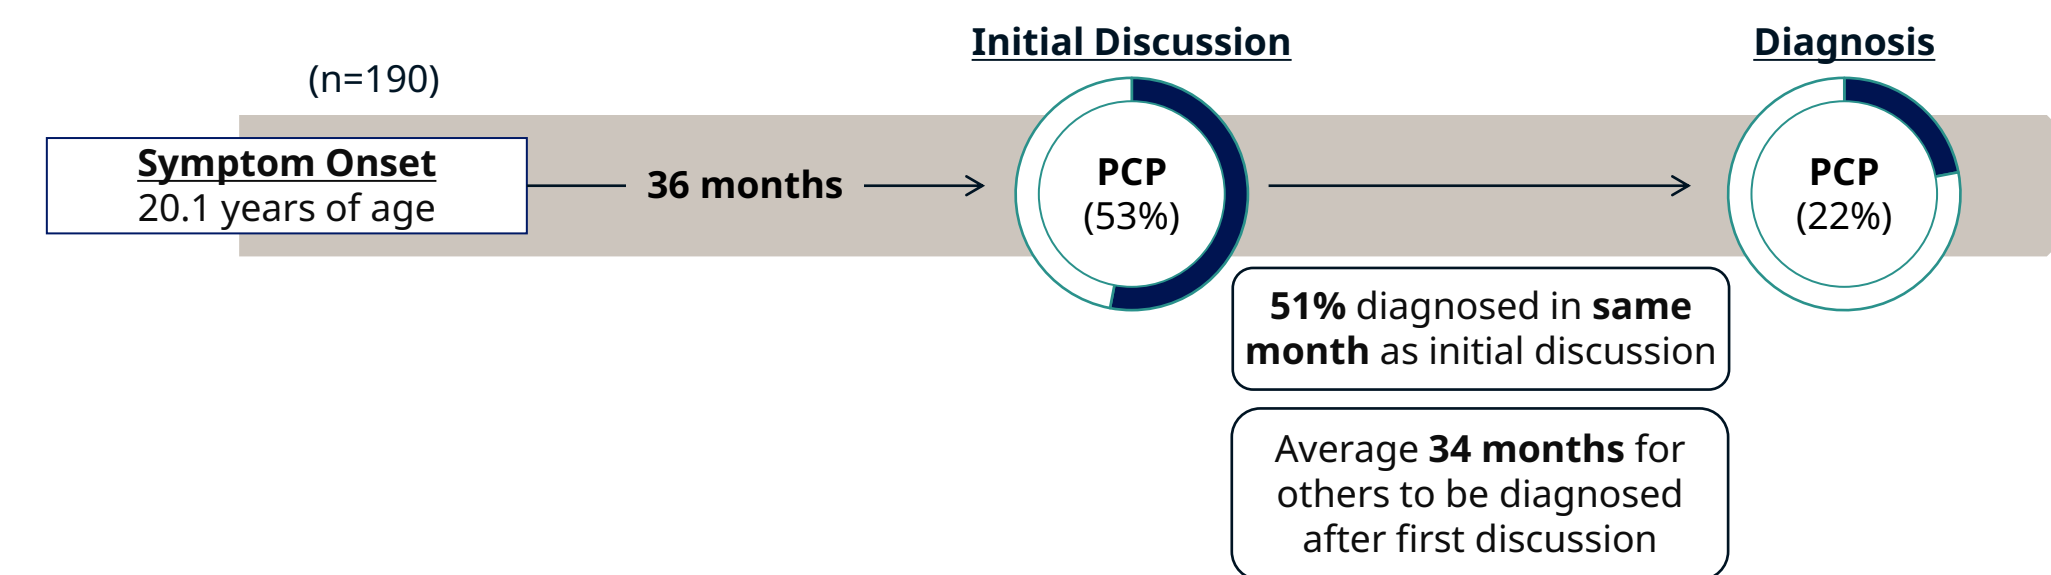 (n=190)
Symptom Onset
20.1 years of age
36 months
Initial Discussion
PCP
(53%)
Diagnosis
PCP
(22%)
51% diagnosed in same
month as initial discussion
Average 34 months for
others to be diagnosed
after first discussion